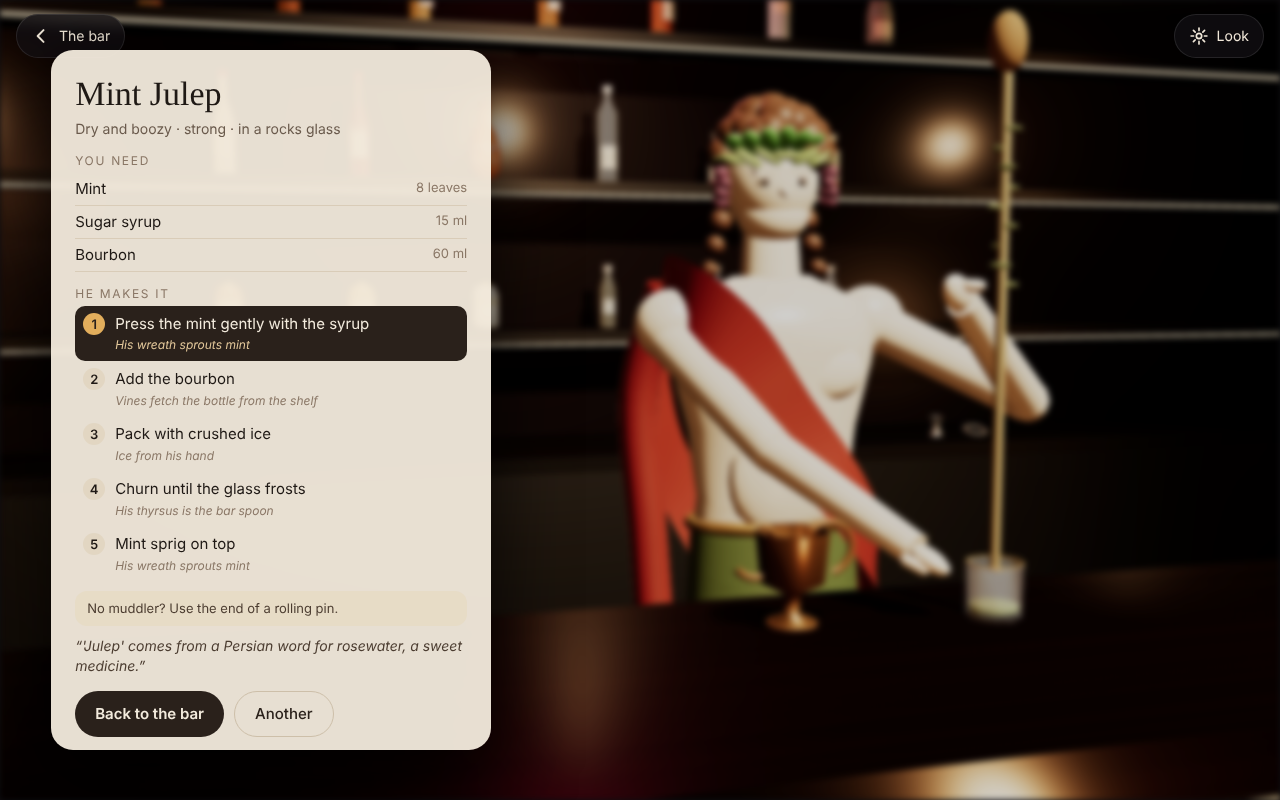 The bar
Look
Mint Julep
Dry and boozy · strong · in a rocks glass
YOU NEED
Mint 8 leaves
Sugar syrup 15 ml
Bourbon 60 ml
HE MAKES IT
1 Press the mint gently with the syrup
His wreath sprouts mint
2 Add the bourbon
Vines fetch the bottle from the shelf
3 Pack with crushed ice
Ice from his hand
4 Churn until the glass frosts
His thyrsus is the bar spoon
5 Mint sprig on top
His wreath sprouts mint
No muddler? Use the end of a rolling pin.
“'Julep' comes from a Persian word for rosewater, a sweet
medicine.”
Back to the bar Another